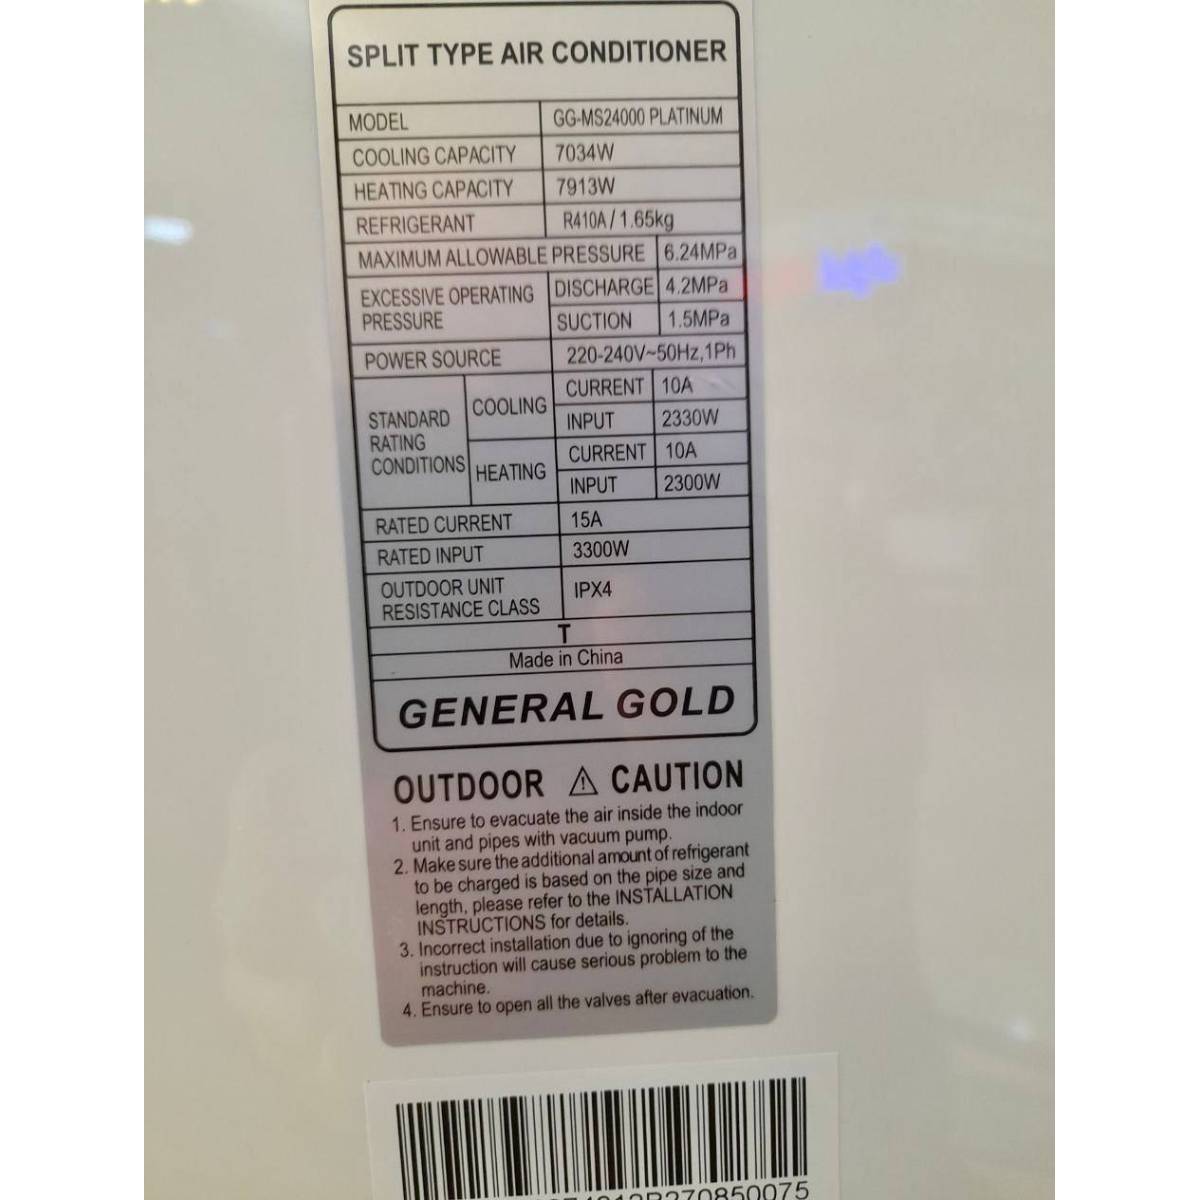 SPLIT TYPE AIR CONDITIONER
MODEL GG-MS24000 PLATINUM
COOLING CAPACITY 7034W
HEATING CAPACITY 7913W
REFRIGERANT R410A / 1.65kg
MAXIMUM ALLOWABLE PRESSURE 6.24MPa
EXCESSIVE OPERATING PRESSURE DISCHARGE 4.2MPa
SUCTION 1.5MPa
POWER SOURCE 220-240V~50Hz,1Ph
STANDARD RATING CONDITIONS COOLING CURRENT 10A
INPUT 2330W
HEATING CURRENT 10A
INPUT 2300W
RATED CURRENT 15A
RATED INPUT 3300W
OUTDOOR UNIT RESISTANCE CLASS IPX4
T
Made in China
GENERAL GOLD
OUTDOOR ⚠ CAUTION
1. Ensure to evacuate the air inside the indoor
unit and pipes with vacuum pump.
2. Make sure the additional amount of refrigerant
to be charged is based on the pipe size and
length, please refer to the INSTALLATION
INSTRUCTIONS for details.
3. Incorrect installation due to ignoring of the
instruction will cause serious problem to the
machine.
4. Ensure to open all the valves after evacuation.